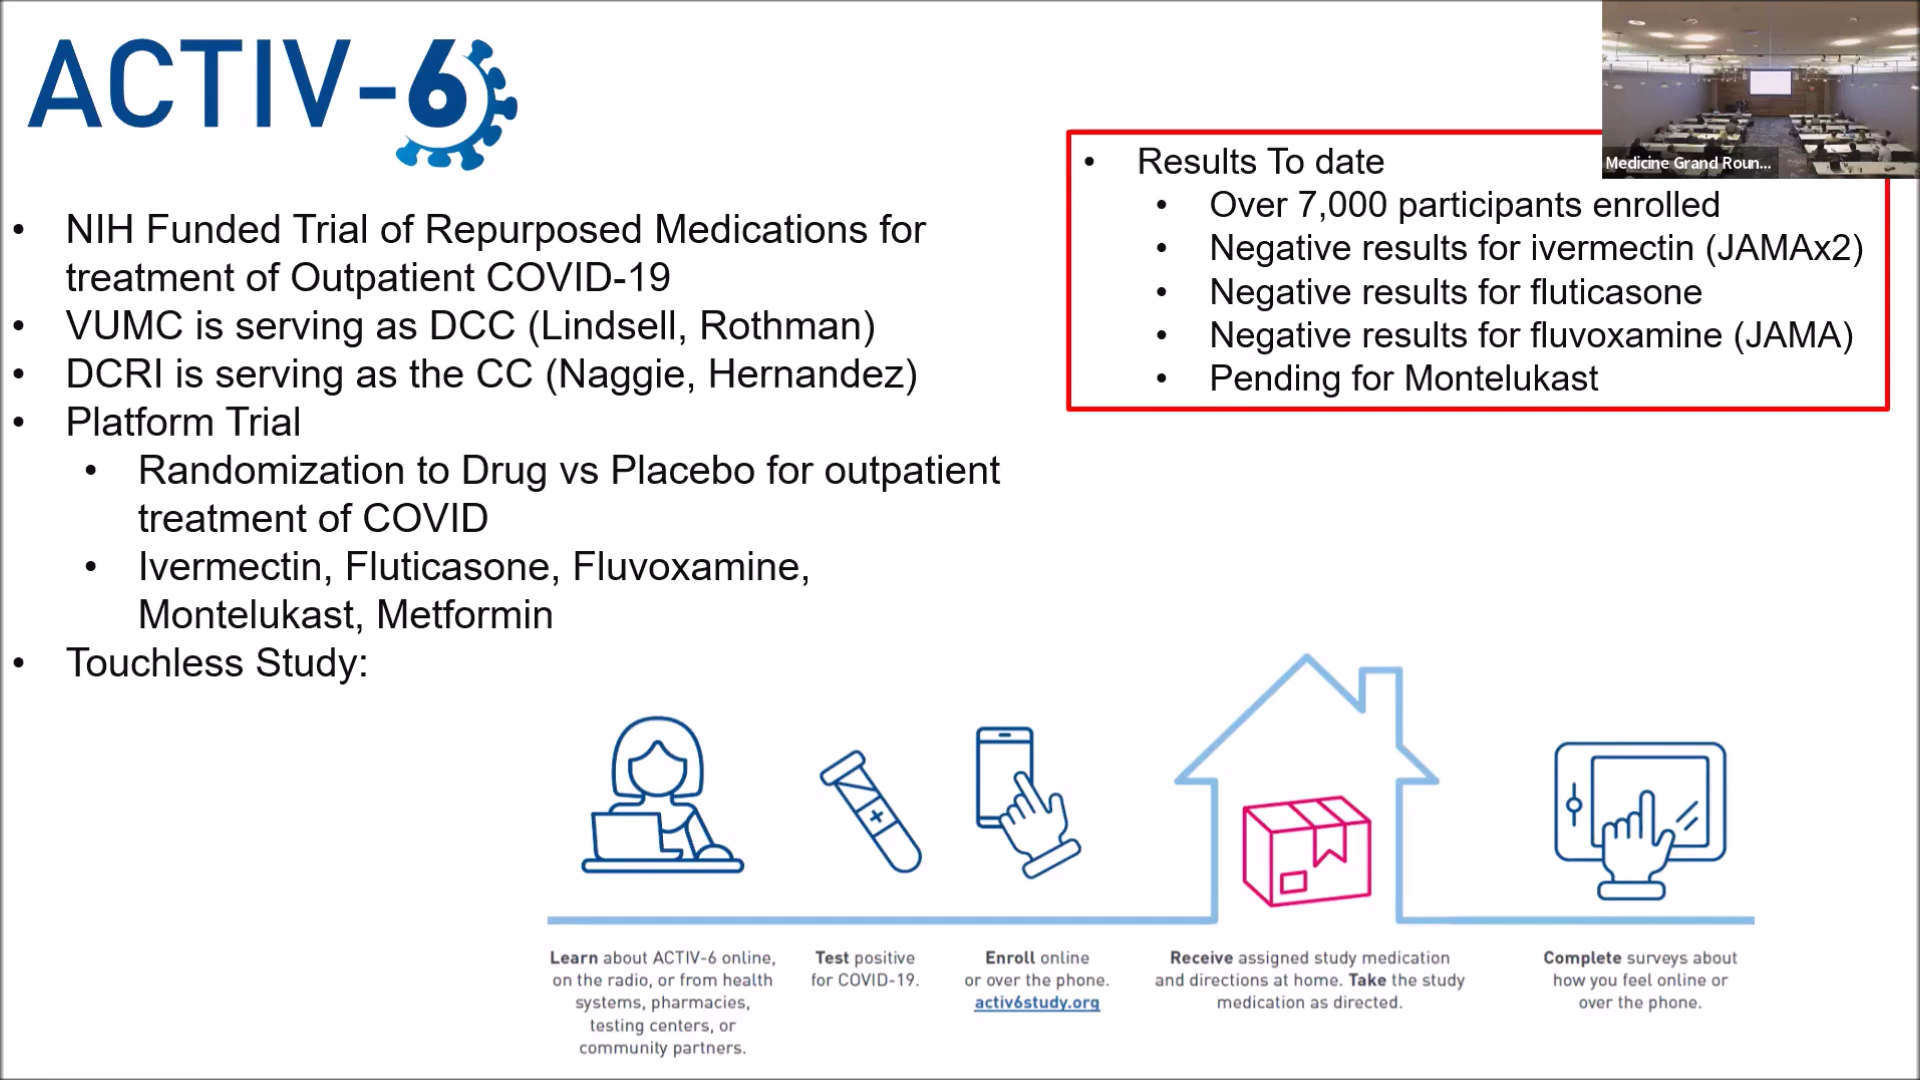 ACTIV-6
• NIH Funded Trial of Repurposed Medications for
treatment of Outpatient COVID-19
• VUMC is serving as DCC (Lindsell, Rothman)
• DCRI is serving as the CC (Naggie, Hernandez)
• Platform Trial
• Randomization to Drug vs Placebo for outpatient
treatment of COVID
• Ivermectin, Fluticasone, Fluvoxamine,
Montelukast, Metformin
• Touchless Study:
• Results To date
• Over 7,000 participants enrolled
• Negative results for ivermectin (JAMAx2)
• Negative results for fluticasone
• Negative results for fluvoxamine (JAMA)
• Pending for Montelukast
Medicine Grand Roun...
Learn about ACTIV-6 online,
on the radio, or from health
systems, pharmacies,
testing centers, or
community partners.
Test positive
for COVID-19.
Enroll online
or over the phone.
activ6study.org
Receive assigned study medication
and directions at home. Take the study
medication as directed.
Complete surveys about
how you feel online or
over the phone.